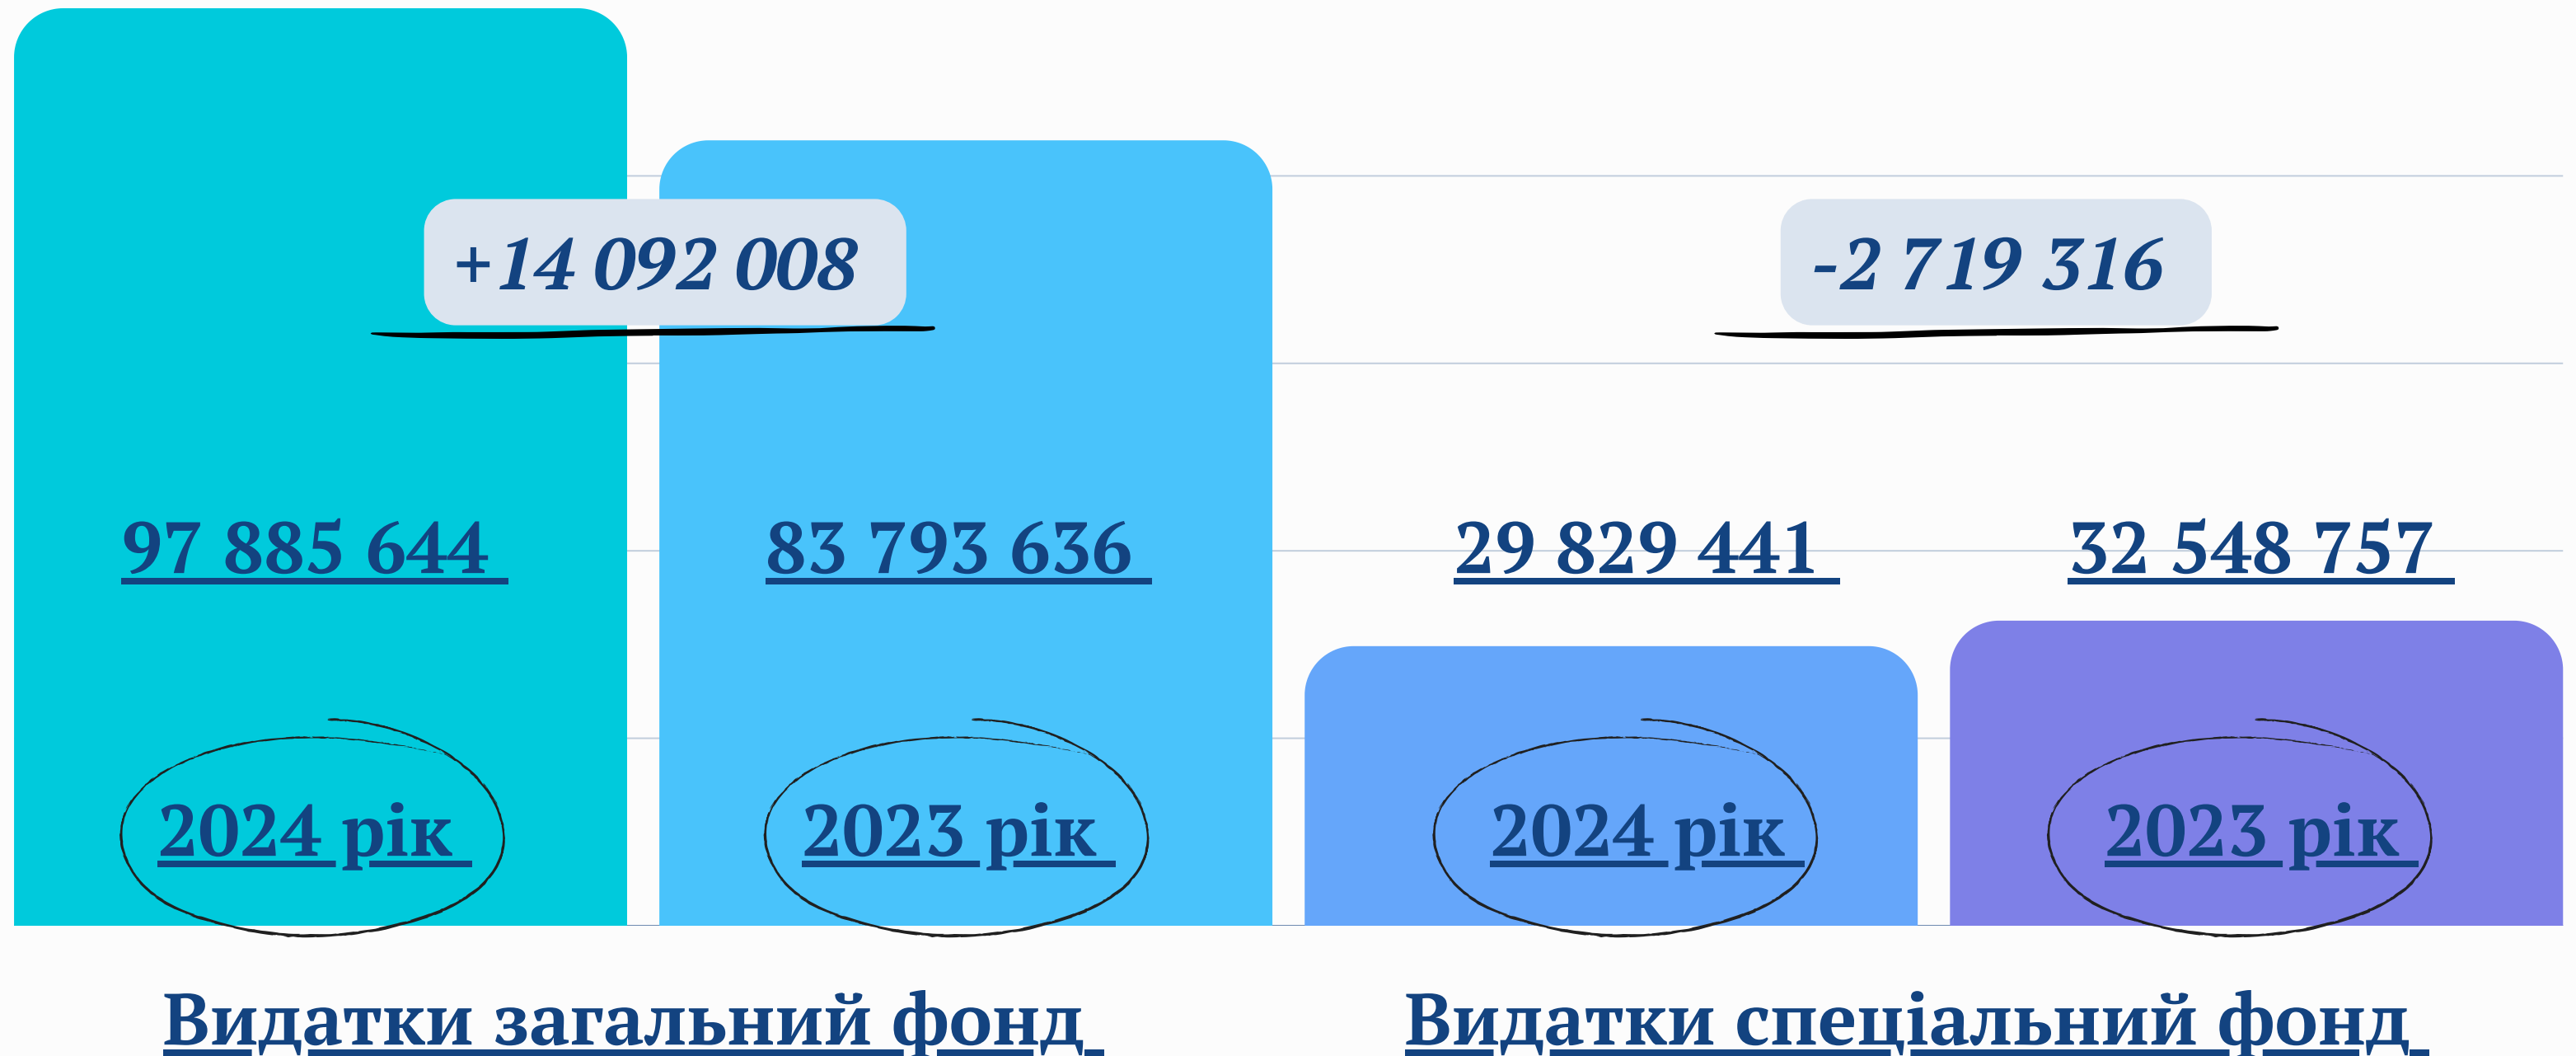 +14 092 008
-2 719 316
97 885 644
83 793 636
29 829 441
32 548 757
2024 рік
2023 рік
2024 рік
2023 рік
Видатки загальний фонд
Видатки спеціальний фонд